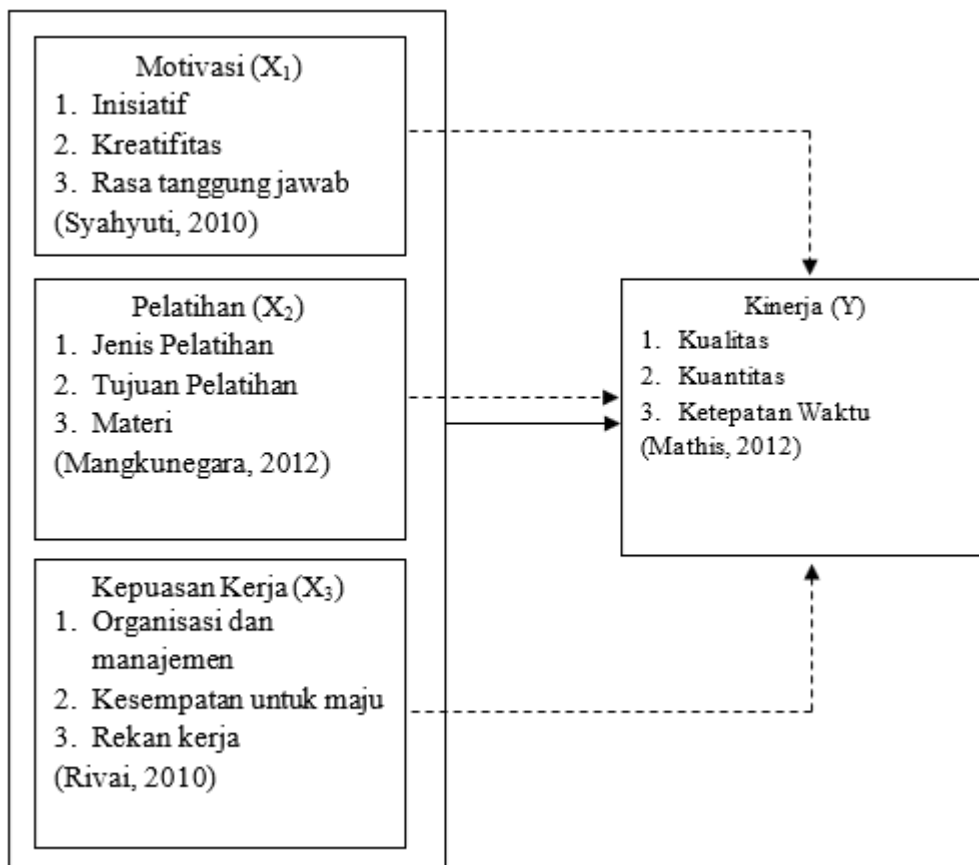 Motivasi (X₁)
1. Inisiatif
2. Kreatifitas
3. Rasa tanggung jawab
(Syahyuti, 2010)
Pelatihan (X₂)
1. Jenis Pelatihan
2. Tujuan Pelatihan
3. Materi
(Mangkunegara, 2012)
Kepuasan Kerja (X₃)
1. Organisasi dan
manajemen
2. Kesempatan untuk maju
3. Rekan kerja
(Rivai, 2010)
Kinerja (Y)
1. Kualitas
2. Kuantitas
3. Ketepatan Waktu
(Mathis, 2012)